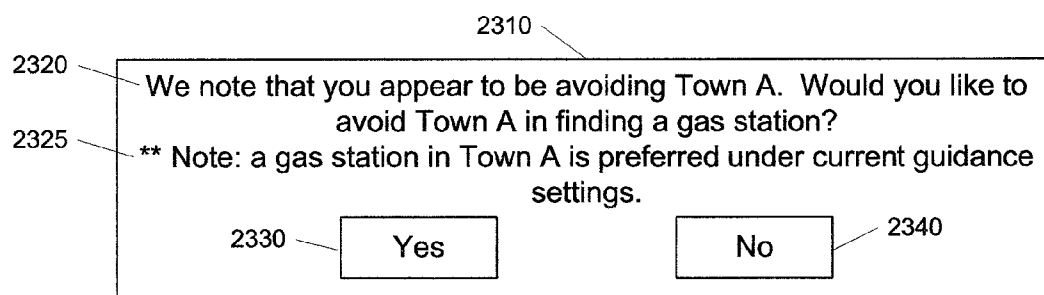 2310
2320
We note that you appear to be avoiding Town A. Would you like to
avoid Town A in finding a gas station?
2325
** Note: a gas station in Town A is preferred under current guidance
settings.
2330
Yes
No
2340